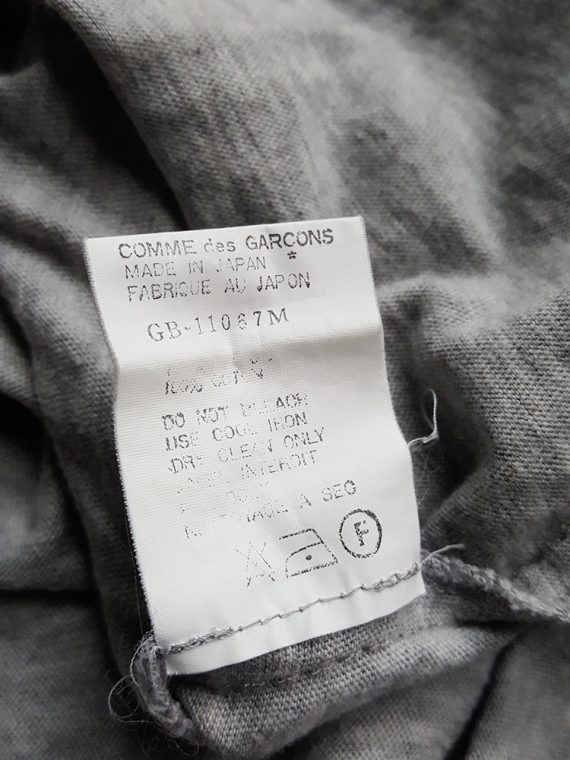 COMME des GARCONS
MADE IN JAPAN *
FABRIQUE AU JAPON
GB-11067M
100%
DO NOT BLEACH
USE COOL IRON
DRY CLEAN ONLY
INTERDIT
A SEC
F